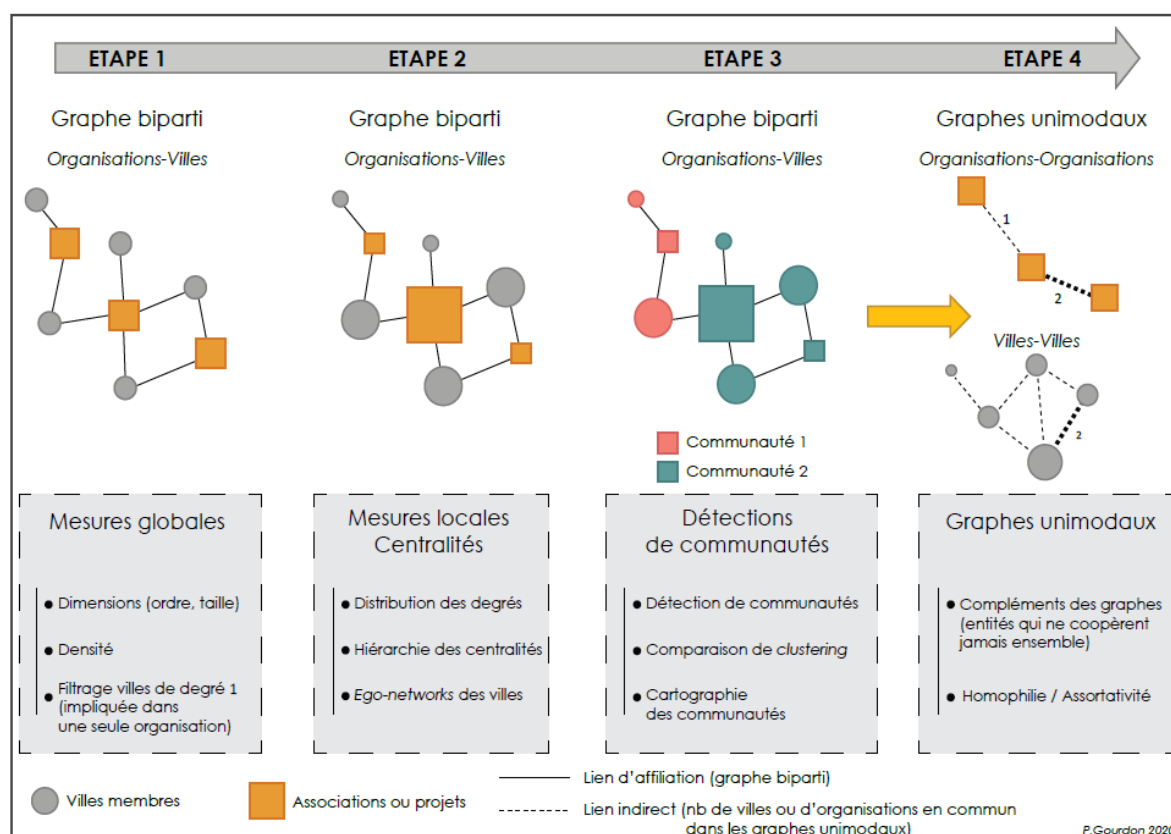 ETAPE 1
ETAPE 2
ETAPE 3
ETAPE 4
Graphe biparti
Organisations-Villes
Graphe biparti
Organisations-Villes
Graphe biparti
Organisations-Villes
Communauté 1
Communauté 2
Graphes unimodaux
Organisations-Organisations
1
2
Villes-Villes
2
Mesures globales
● Dimensions (ordre, taille)
● Densité
● Filtrage villes de degré 1
(impliquée dans
une seule organisation)
Mesures locales
Centralités
● Distribution des degrés
● Hiérarchie des centralités
● Ego-networks des villes
Détections
de communautés
● Détection de communautés
● Comparaison de clustering
● Cartographie
des communautés
Graphes unimodaux
● Compléments des graphes
(entités qui ne coopèrent
jamais ensemble)
● Homophilie / Assortativité
Villes membres
Associations ou projets
Lien d'affiliation (graphe biparti)
Lien indirect (nb de villes ou d'organisations en commun
dans les graphes unimodaux)
P.Gourdon 2020